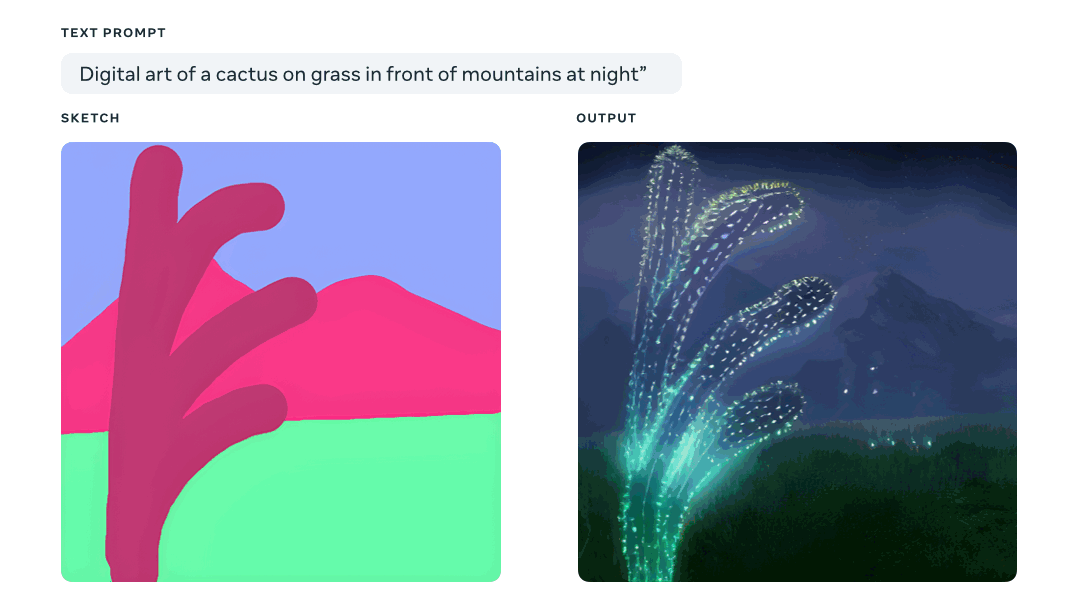 TEXT PROMPT
Digital art of a cactus on grass in front of mountains at night”
SKETCH
OUTPUT